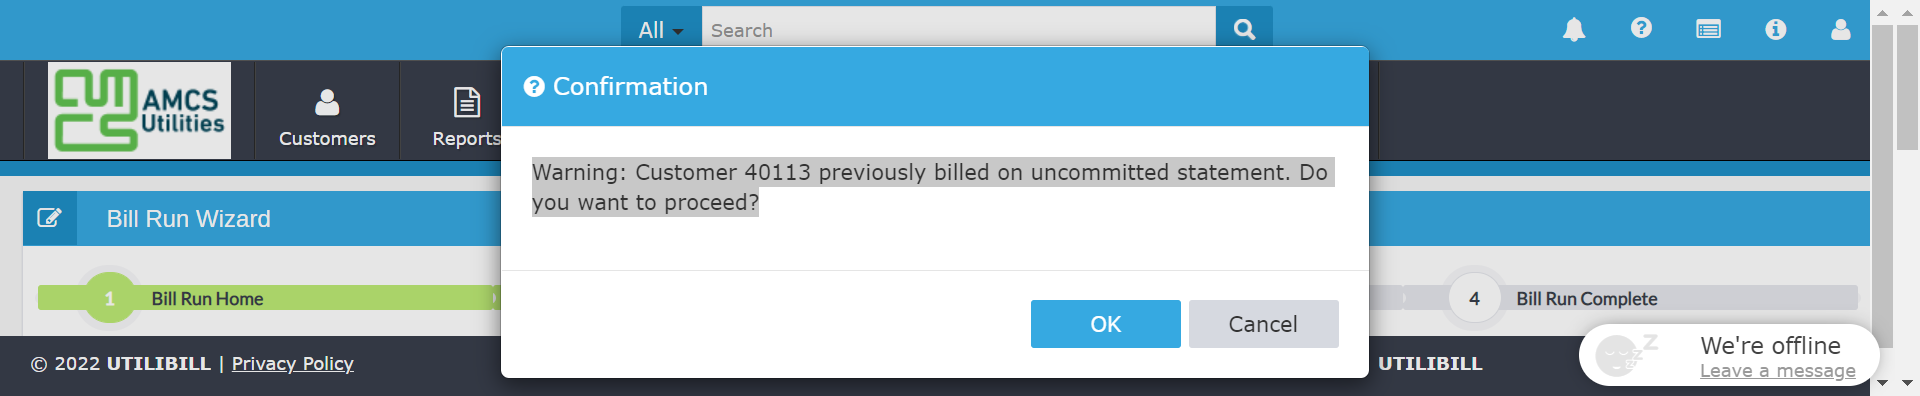 All
Search
Confirmation
AMCS
Utilities
Customers
Reports
Warning: Customer 40113 previously billed on uncommitted statement. Do
you want to proceed?
Bill Run Wizard
1
Bill Run Home
4
Bill Run Complete
OK
Cancel
© 2022 UTILIBILL | Privacy Policy
UTILIBILL
We're offline
Leave a message